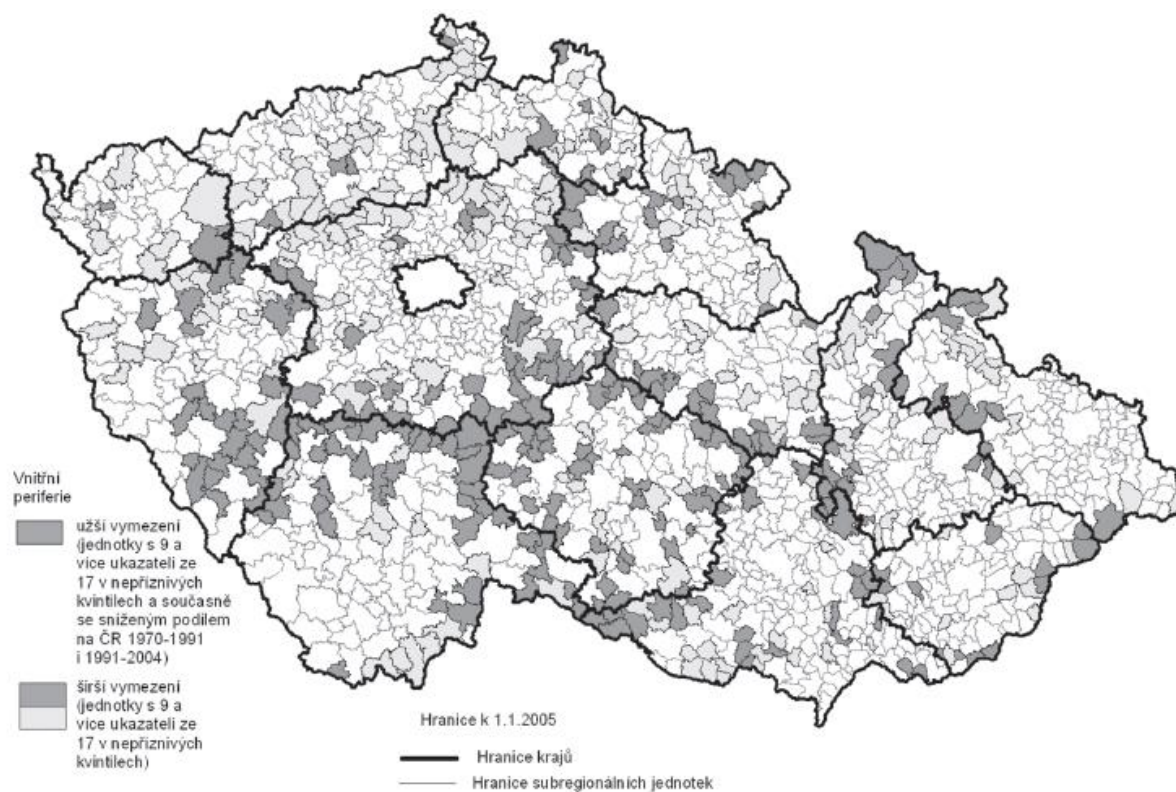 Vnitřní
periferie
užší vymezení
(jednotky s 9 a
více ukazateli ze
17 v nepříznivých
kvintilech a současně
se sníženým podílem
na ČR 1970-1991
i 1991-2004)
šírší vymezení
(jednotky s 9 a
více ukazateli ze
17 v nepříznivých
kvintilech)
Hranice k 1.1.2005
Hranice krajů
Hranice subregionálních jednotek